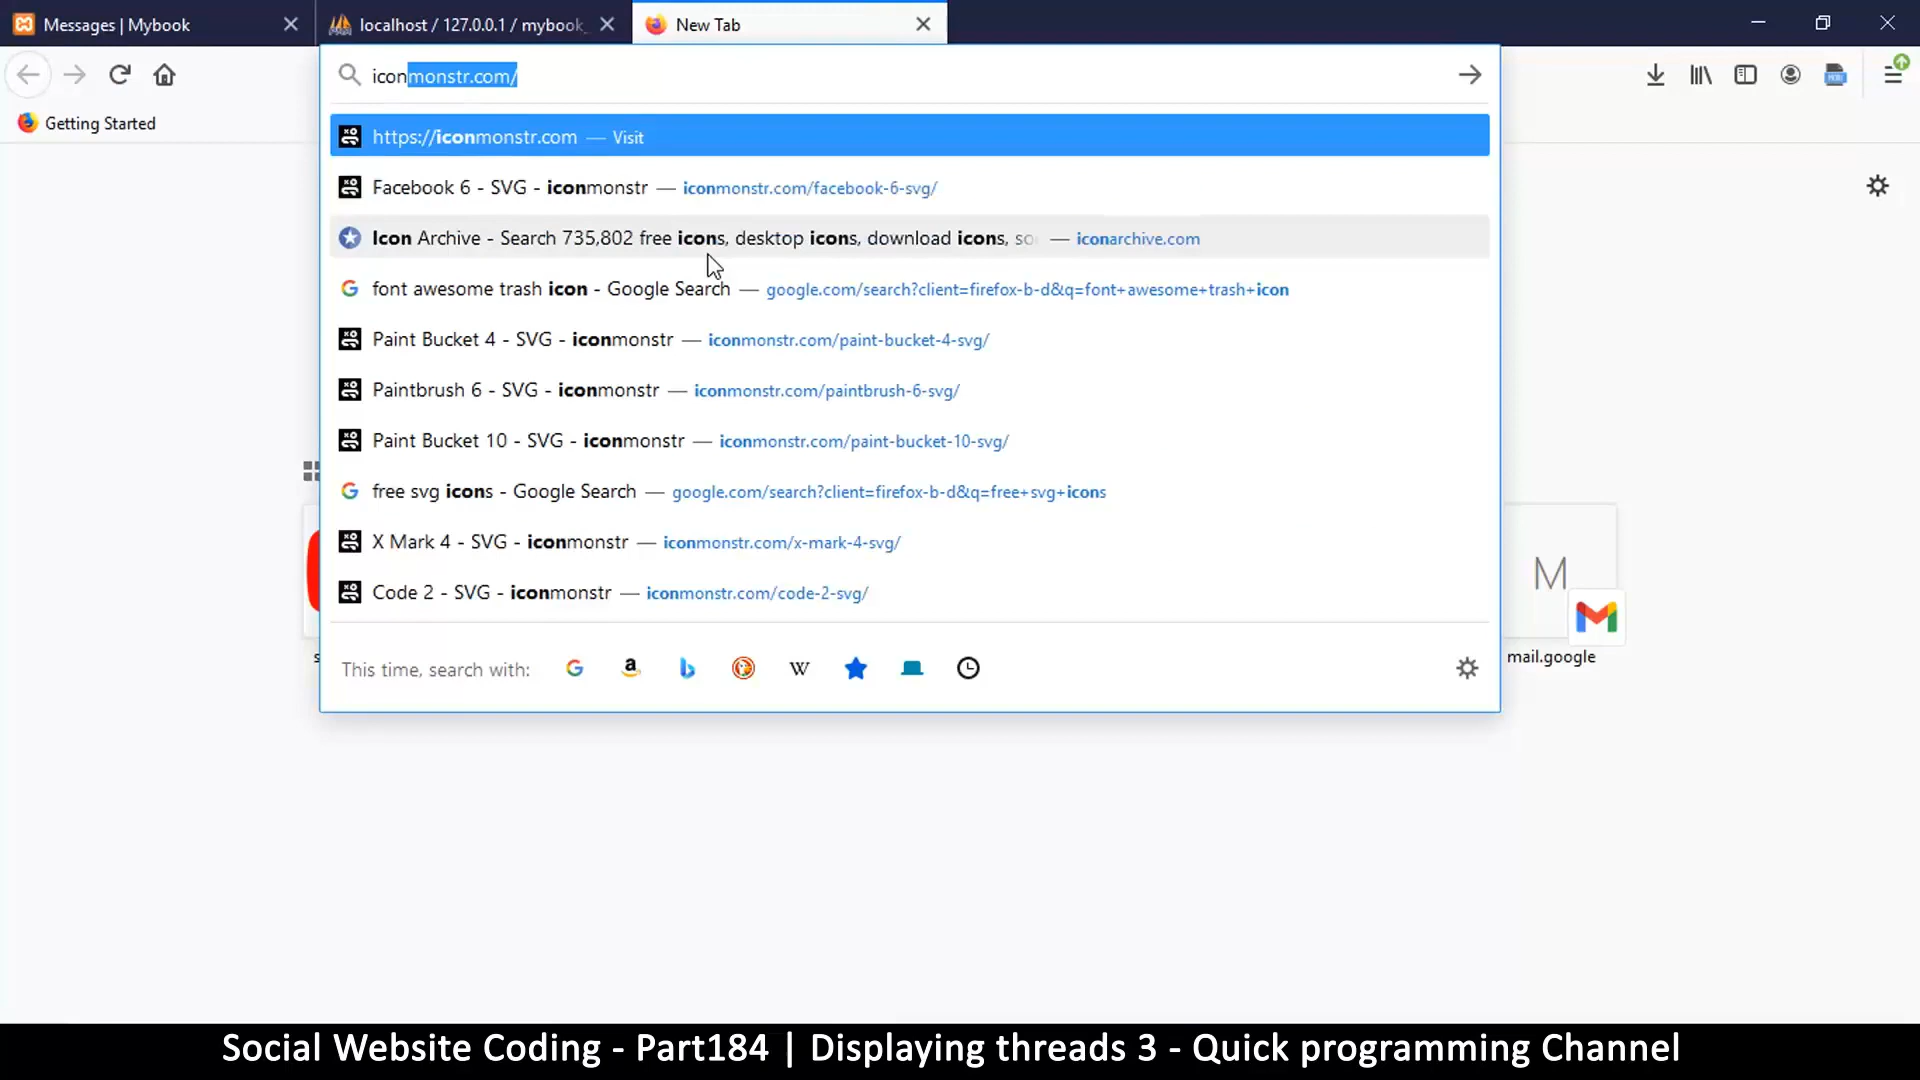 Messages | Mybook
localhost / 127.0.0.1 / mybook_
New Tab
iconmonstr.com/
Getting Started
https://iconmonstr.com — Visit
Facebook 6 - SVG - iconmonstr — iconmonstr.com/facebook-6-svg/
Icon Archive - Search 735,802 free icons, desktop icons, download icons, so — iconarchive.com
font awesome trash icon - Google Search — google.com/search?client=firefox-b-d&q=font+awesome+trash+icon
Paint Bucket 4 - SVG - iconmonstr — iconmonstr.com/paint-bucket-4-svg/
Paintbrush 6 - SVG - iconmonstr — iconmonstr.com/paintbrush-6-svg/
Paint Bucket 10 - SVG - iconmonstr — iconmonstr.com/paint-bucket-10-svg/
free svg icons - Google Search — google.com/search?client=firefox-b-d&q=free+svg+icons
X Mark 4 - SVG - iconmonstr — iconmonstr.com/x-mark-4-svg/
Code 2 - SVG - iconmonstr — iconmonstr.com/code-2-svg/
M
s
mail.google
This time, search with:
Social Website Coding - Part184 | Displaying threads 3 - Quick programming Channel